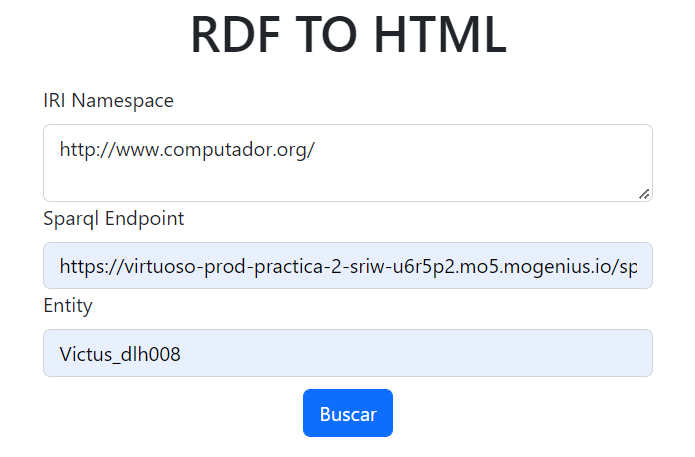 RDF TO HTML
IRI Namespace
http://www.computador.org/
Sparql Endpoint
https://virtuoso-prod-practica-2-sriw-u6r5p2.mo5.mogenius.io/sp
Entity
Victus_dlh008
Buscar